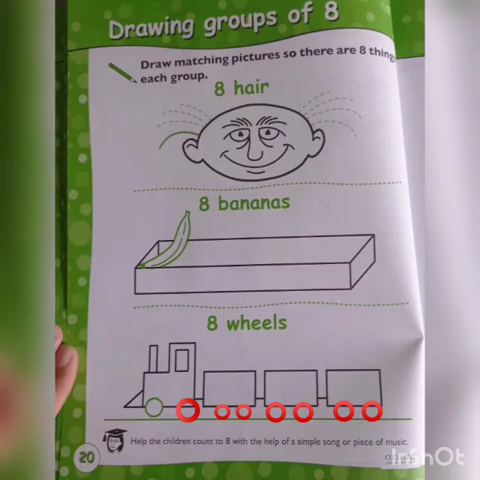 Drawing groups of 8
Draw matching pictures so there are 8 things
each group.
8 hair
8 bananas
8 wheels
Help the children count to 8 with the help of a simple song or piece of music.
20
InShOt